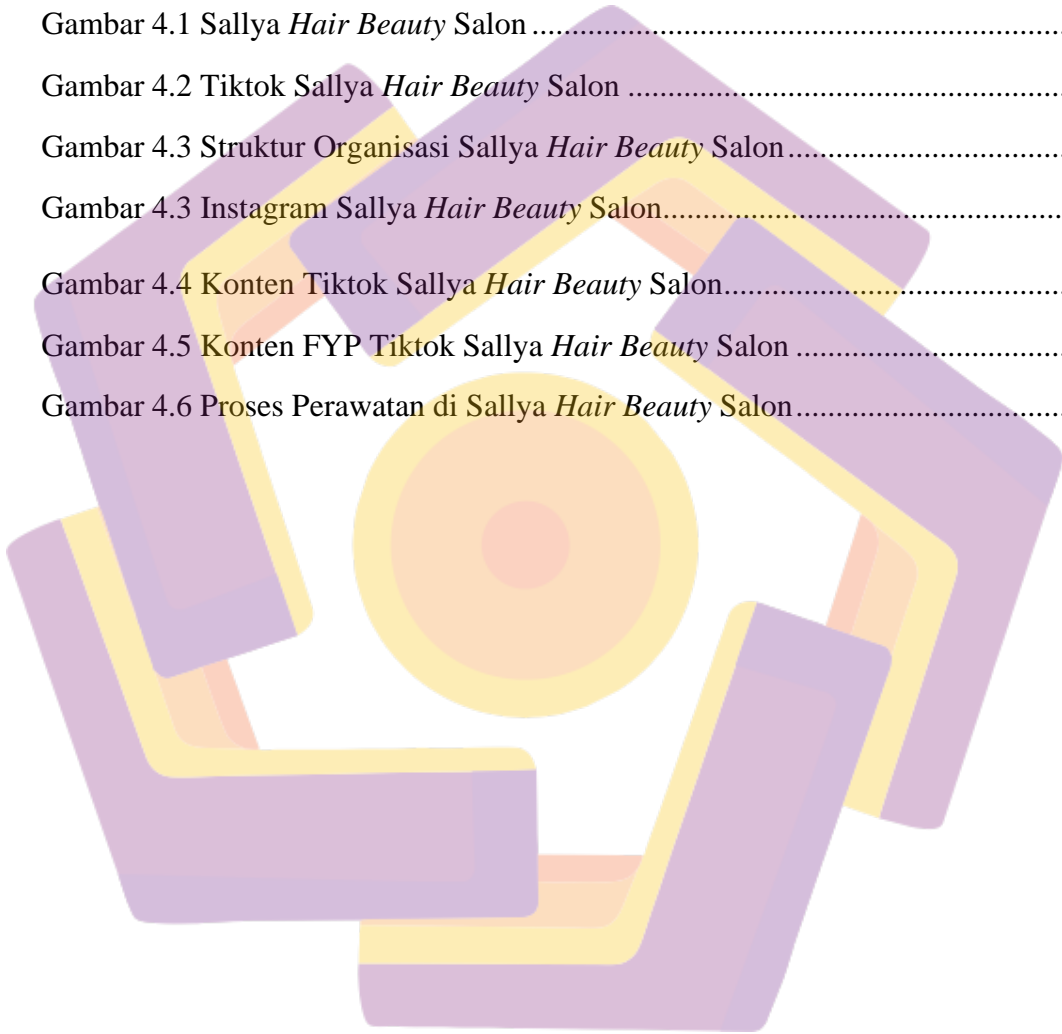 Gambar 4.1 Sallya Hair Beauty Salon ................................................................
Gambar 4.2 Tiktok Sallya Hair Beauty Salon ....................................................
Gambar 4.3 Struktur Organisasi Sallya Hair Beauty Salon.................................
Gambar 4.3 Instagram Sallya Hair Beauty Salon................................................
Gambar 4.4 Konten Tiktok Sallya Hair Beauty Salon.........................................
Gambar 4.5 Konten FYP Tiktok Sallya Hair Beauty Salon ................................
Gambar 4.6 Proses Perawatan di Sallya Hair Beauty Salon................................